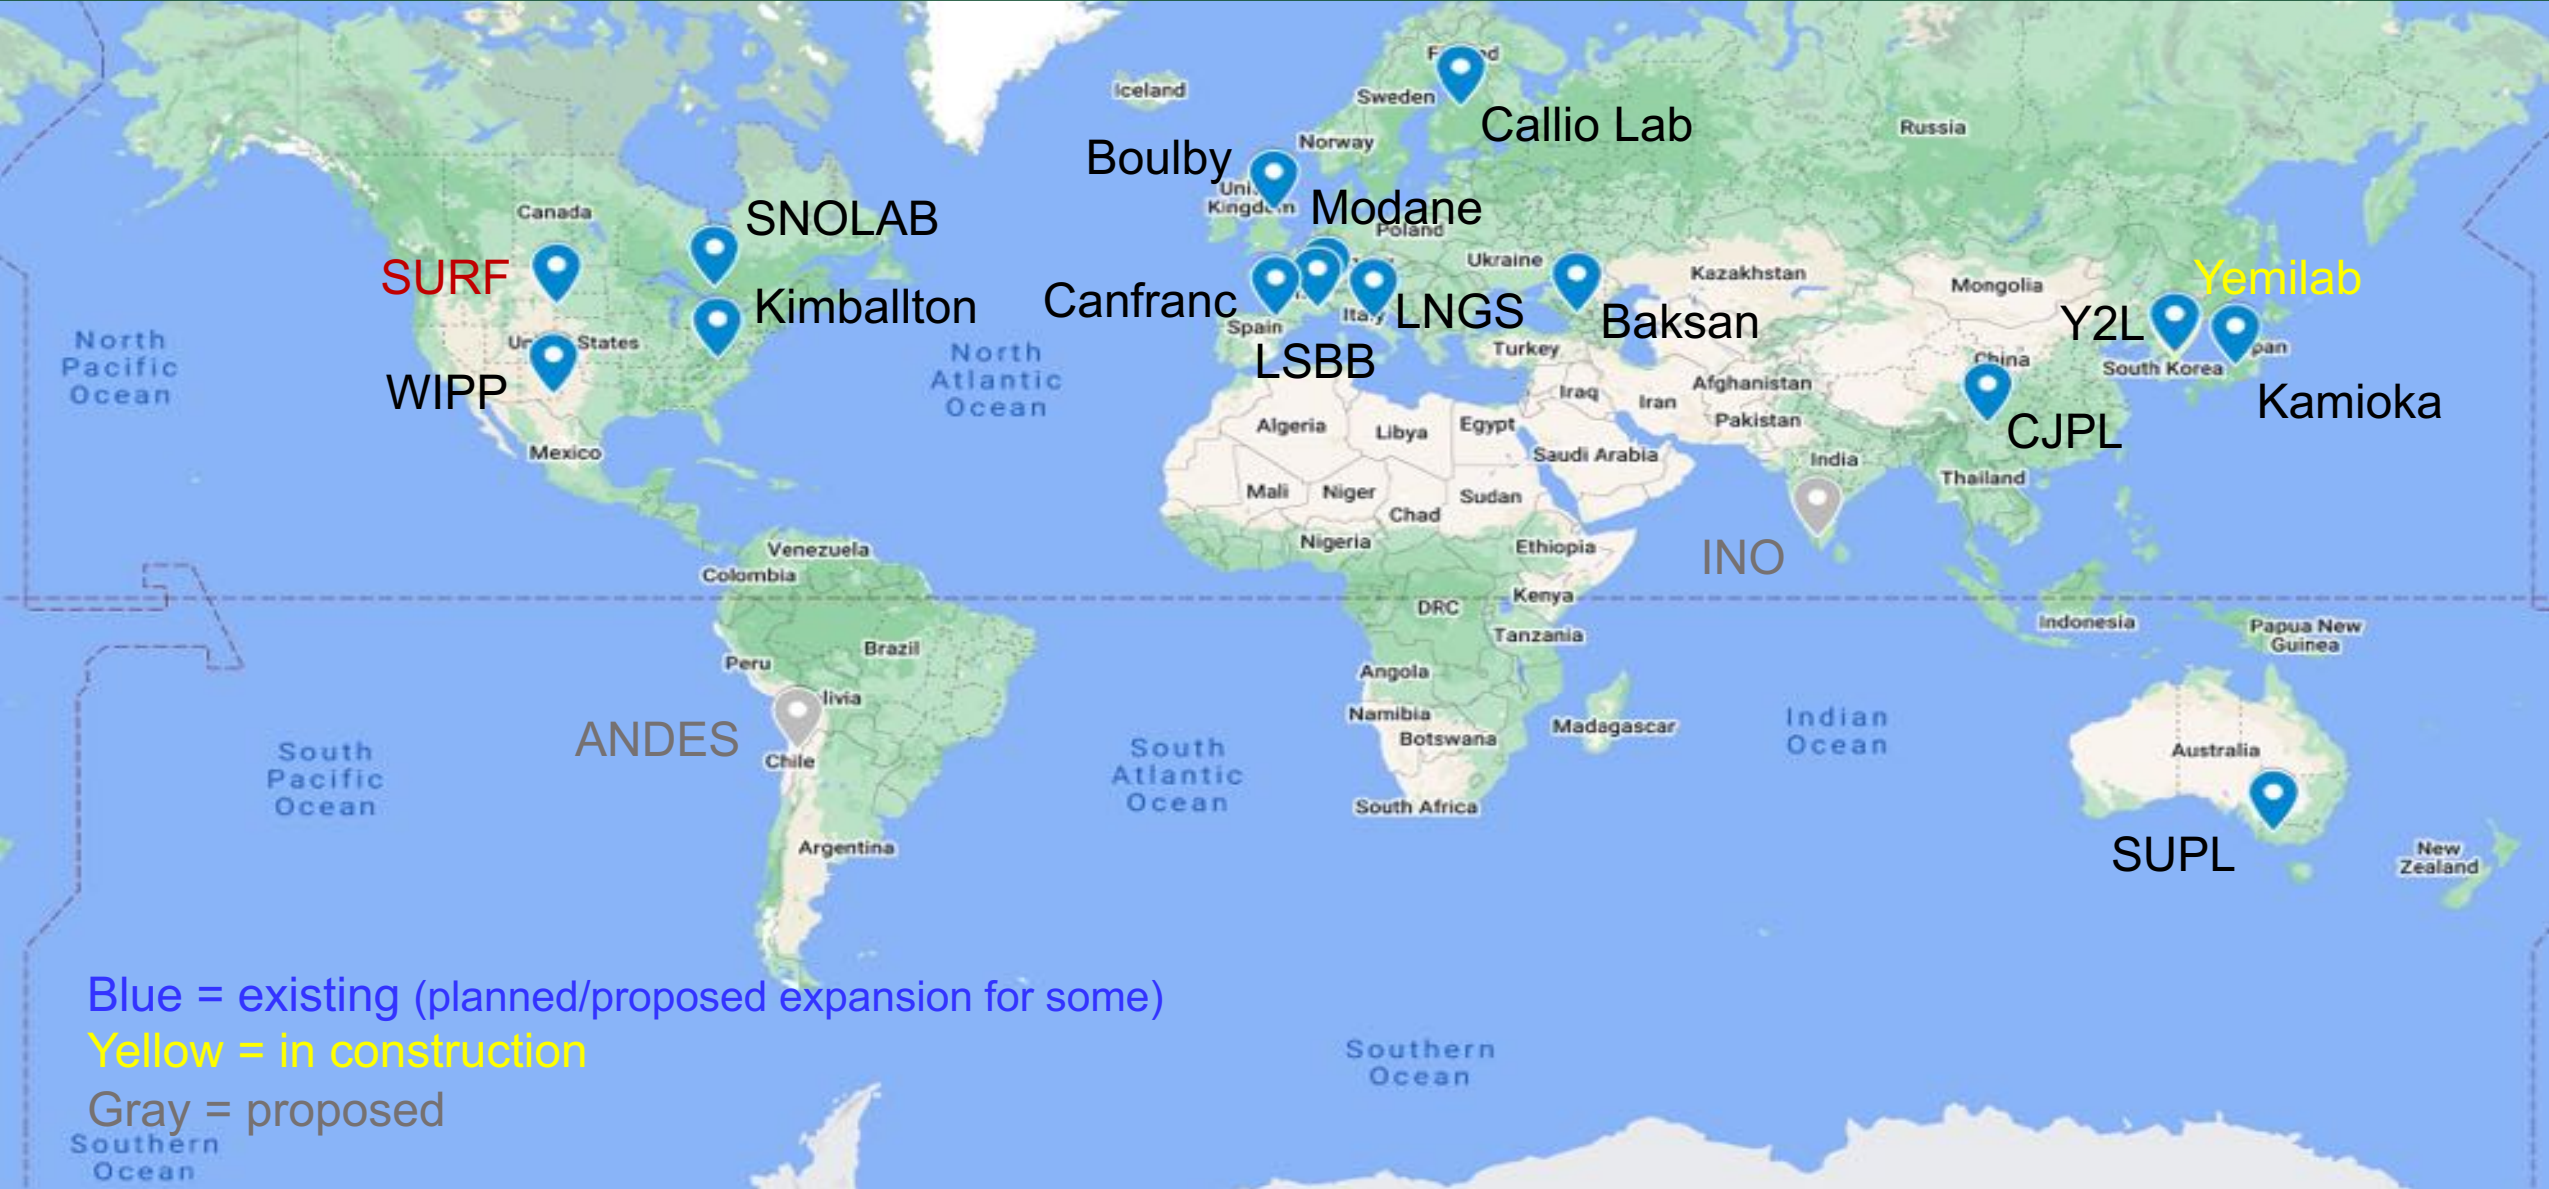 Iceland
Sweden
Callio Lab
Russia
Norway
Boulby
Kingdom
Modane
Poland
Canada
SNOLAB
SURF
Ukraine
Kazakhstan
Mongolia
Yemilab
Kimballton
Canfranc
LNGS
Baksan
Y2L
Spain
States
North
Pacific
Ocean
North
Atlantic
Ocean
LSBB
Turkey
China
South Korea
WIPP
Iraq
Iran
Afghanistan
Pakistan
Kamioka
CJPL
Mexico
Algeria
Libya
Egypt
Saudi Arabia
India
Thailand
Mali
Niger
Chad
Sudan
Nigeria
Ethiopia
INO
Venezuela
Colombia
DRC
Kenya
Tanzania
Indonesia
Papua New
Guinea
Brazil
Peru
Angola
Namibia
Botswana
Madagascar
Indian
Ocean
Australia
ANDES
Chile
South
Pacific
Ocean
South
Atlantic
Ocean
South Africa
Argentina
SUPL
New
Zealand
Blue = existing (planned/proposed expansion for some)
Yellow = in construction
Gray = proposed
Southern
Ocean
Southern
Ocean